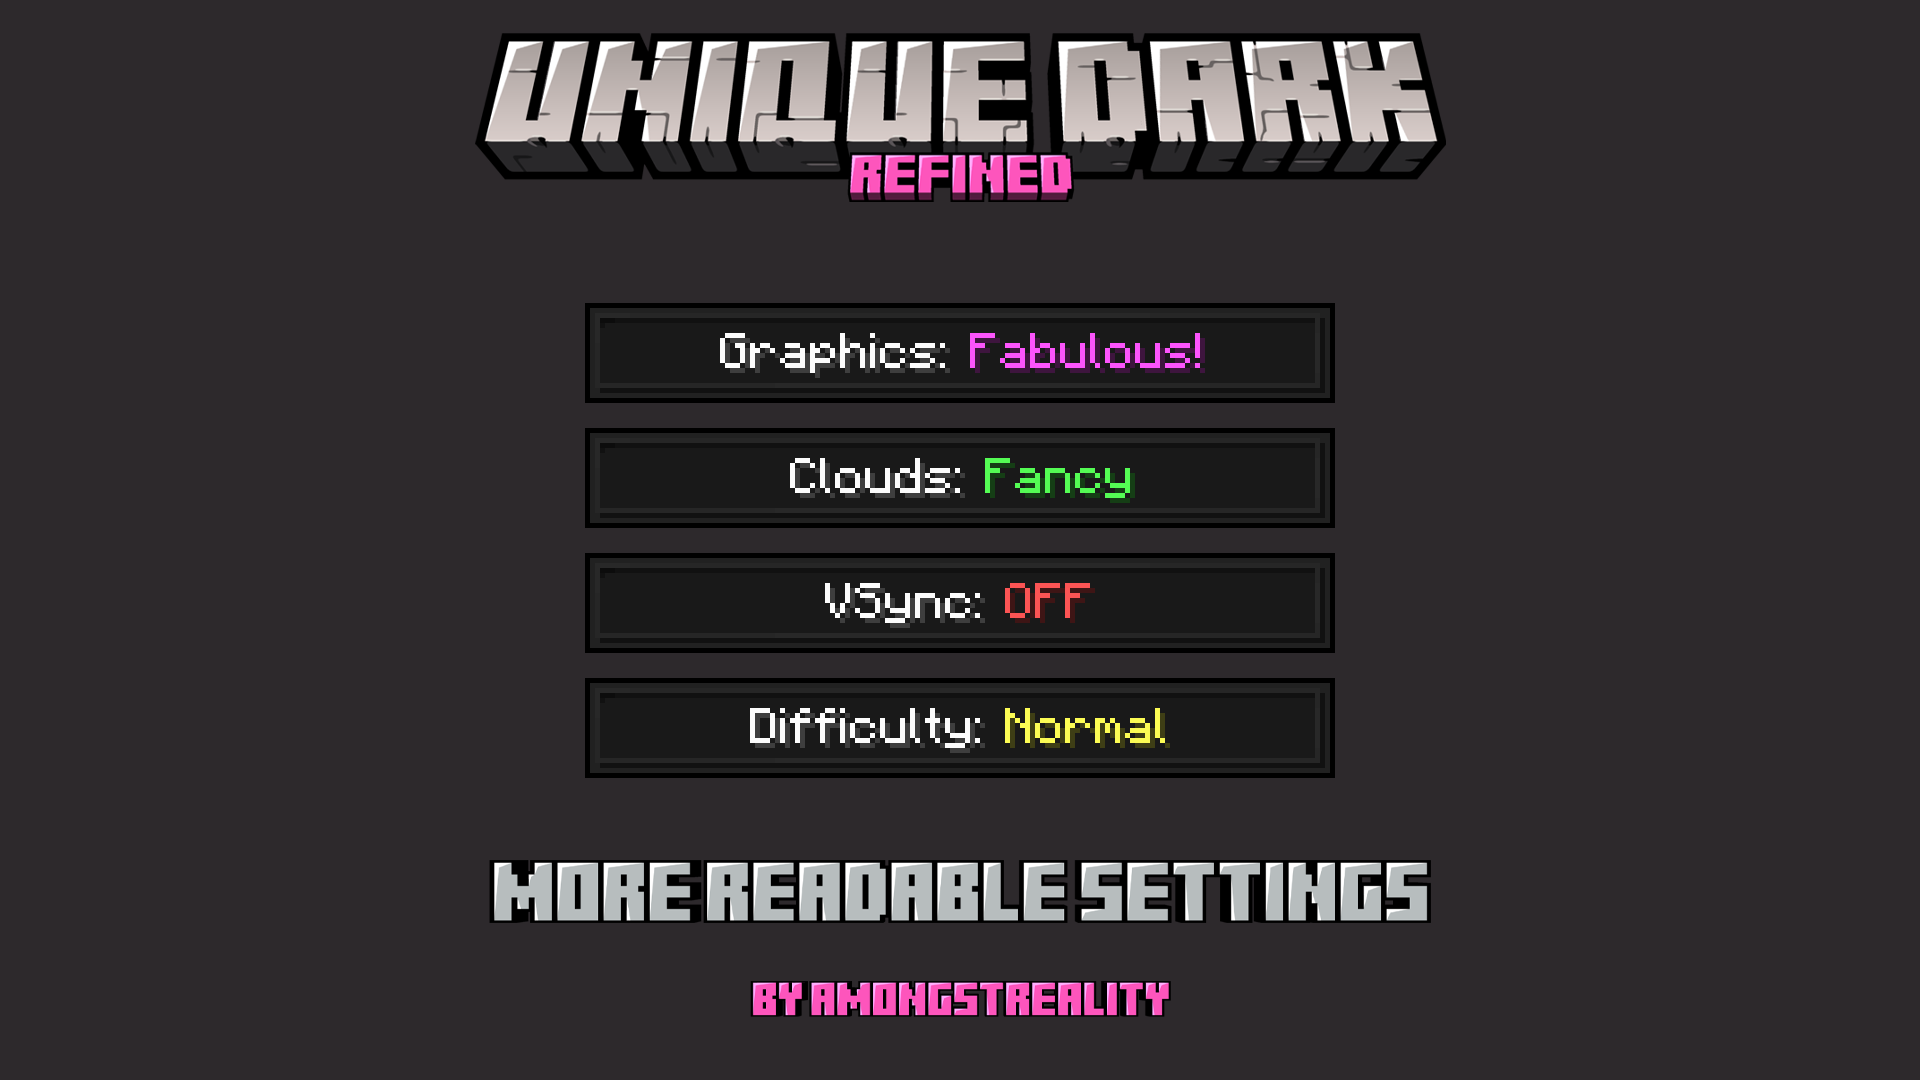 UNIQUE DARK
REFINED
Graphics: Fabulous!
Clouds: Fancy
VSync: OFF
Difficulty: Normal
MORE READABLE SETTINGS
BY AMONGSTREALITY